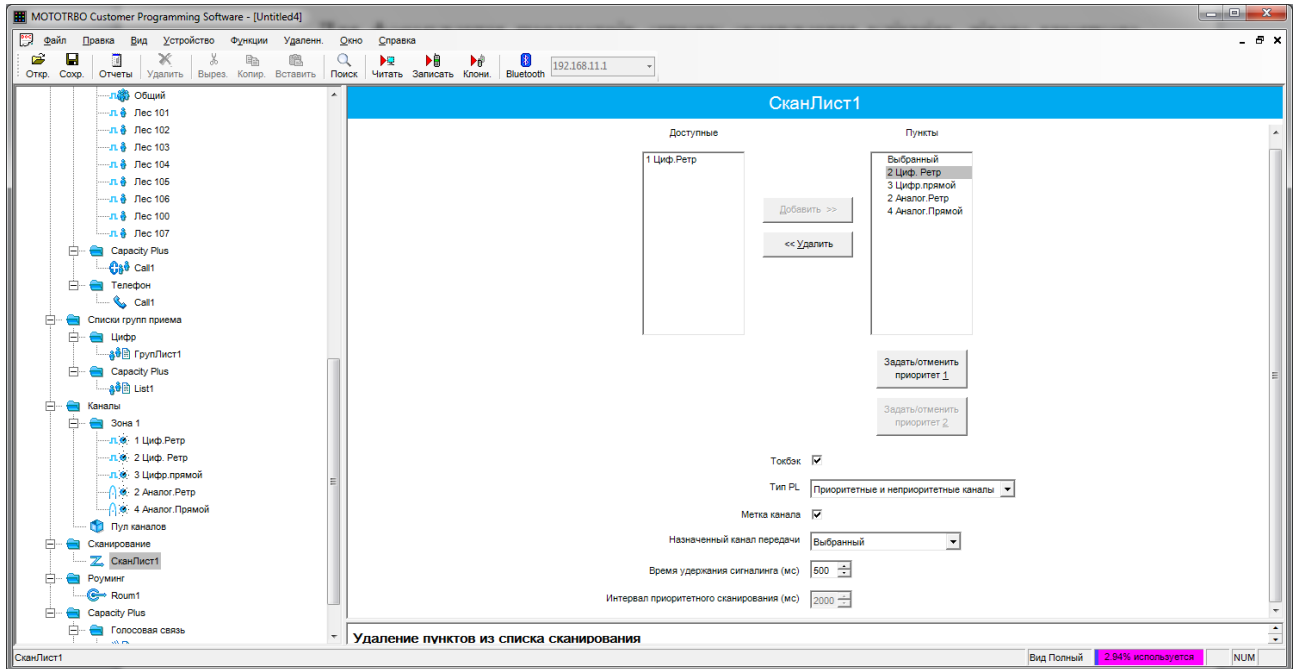 MOTOTRBO Customer Programming Software - [Untitled4]
Файл Правка Вид Устройство Функции Удаленн. Окно Справка
Откр. Сохр. Отчеты Удалить Вырез. Копир. Вставить Поиск Читать Записать Клони. Bluetooth 192.168.11.1
Общий
Лес 101
Лес 102
Лес 103
Лес 104
Лес 105
Лес 106
Лес 100
Лес 107
Capacity Plus
Call1
Телефон
Call1
Списки групп приема
Цифр
ГрупЛист1
Capacity Plus
List1
Каналы
Зона 1
1 Циф.Ретр
2 Циф. Ретр
3 Цифр.прямой
2 Аналог.Ретр
4 Аналог.Прямой
Пул каналов
Сканирование
СканЛист1
Роуминг
Roum1
Capacity Plus
Голосовая связь
СканЛист1
Доступные Пункты
1 Циф.Ретр
Выбранный
2 Циф. Ретр
3 Цифр.прямой
2 Аналог.Ретр
4 Аналог.Прямой
Добавить >>
<< Удалить
Задать/отменить
приоритет 1
Задать/отменить
приоритет 2
Токбэк
Тип PL Приоритетные и неприоритетные каналы
Метка канала
Назначенный канал передачи Выбранный
Время удержания сигналинга (мс) 500
Интервал приоритетного сканирования (мс) 2000
Удаление пунктов из списка сканирования
СканЛист1 Вид Полный 2.94% используется NUM